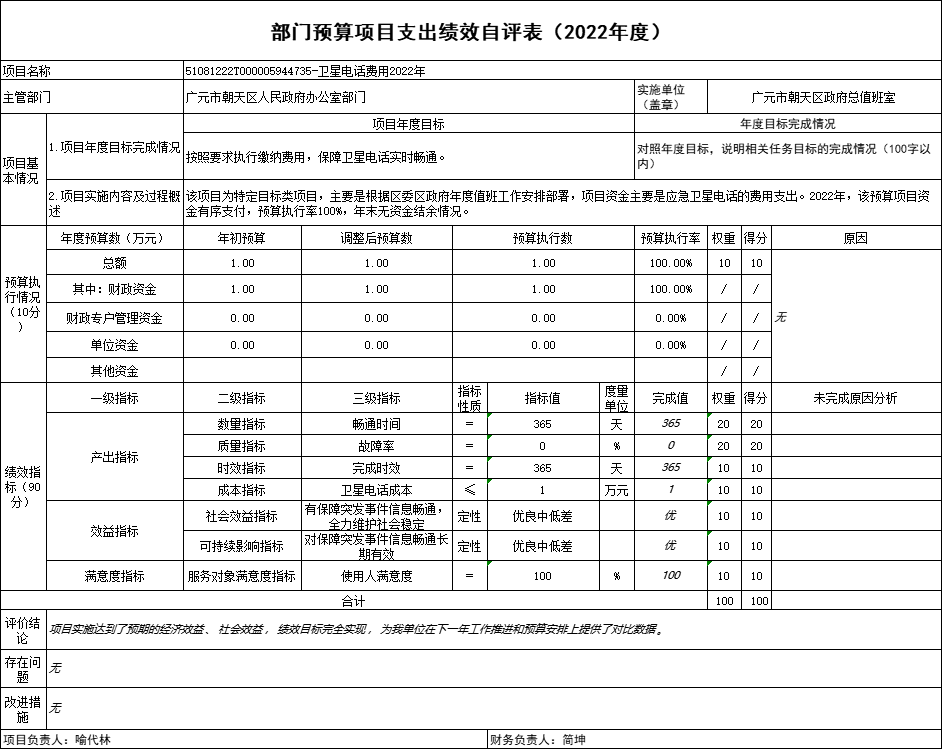 部门预算项目支出绩效自评表（2022年度）
项目名称 51081222T000005944735-卫星电话费用2022年
主管部门 广元市朝天区人民政府办公室部门 实施单位（盖章） 广元市朝天区政府总值班室
项目基本情况 1.项目年度目标完成情况 项目年度目标 年度目标完成情况
按照要求执行缴纳费用，保障卫星电话实时畅通。 对照年度目标，说明相关任务目标的完成情况（100字以内）
2.项目实施内容及过程概述 该项目为特定目标类项目，主要是根据区委区政府年度值班工作安排部署，项目资金主要是应急卫星电话的费用支出。2022年，该预算项目资金有序支付，预算执行率100%，年末无资金结余情况。
预算执行情况（10分） 年度预算数（万元） 年初预算 调整后预算数 预算执行数 预算执行率 权重 得分 原因
总额 1.00 1.00 1.00 100.00% 10 10 无
其中：财政资金 1.00 1.00 1.00 100.00% / /
财政专户管理资金 0.00 0.00 0.00 0.00% / /
单位资金 0.00 0.00 0.00 0.00% / /
其他资金 / /
绩效指标（90分） 一级指标 二级指标 三级指标 指标性质 指标值 度量单位 完成值 权重 得分 未完成原因分析
产出指标 数量指标 畅通时间 ＝ 365 天 365 20 20
质量指标 故障率 ＝ 0 % 0 20 20
时效指标 完成时效 ＝ 365 天 365 10 10
成本指标 卫星电话成本 ≤ 1 万元 1 10 10
效益指标 社会效益指标 有保障突发事件信息畅通，全力维护社会稳定 定性 优良中低差 优 10 10
可持续影响指标 对保障突发事件信息畅通长期有效 定性 优良中低差 优 10 10
满意度指标 服务对象满意度指标 使用人满意度 ＝ 100 % 100 10 10
合计 100 100
评价结论 项目实施达到了预期的经济效益、社会效益，绩效目标完全实现，为我单位在下一年工作推进和预算安排上提供了对比数据。
存在问题 无
改进措施 无
项目负责人：喻代林 财务负责人：简坤